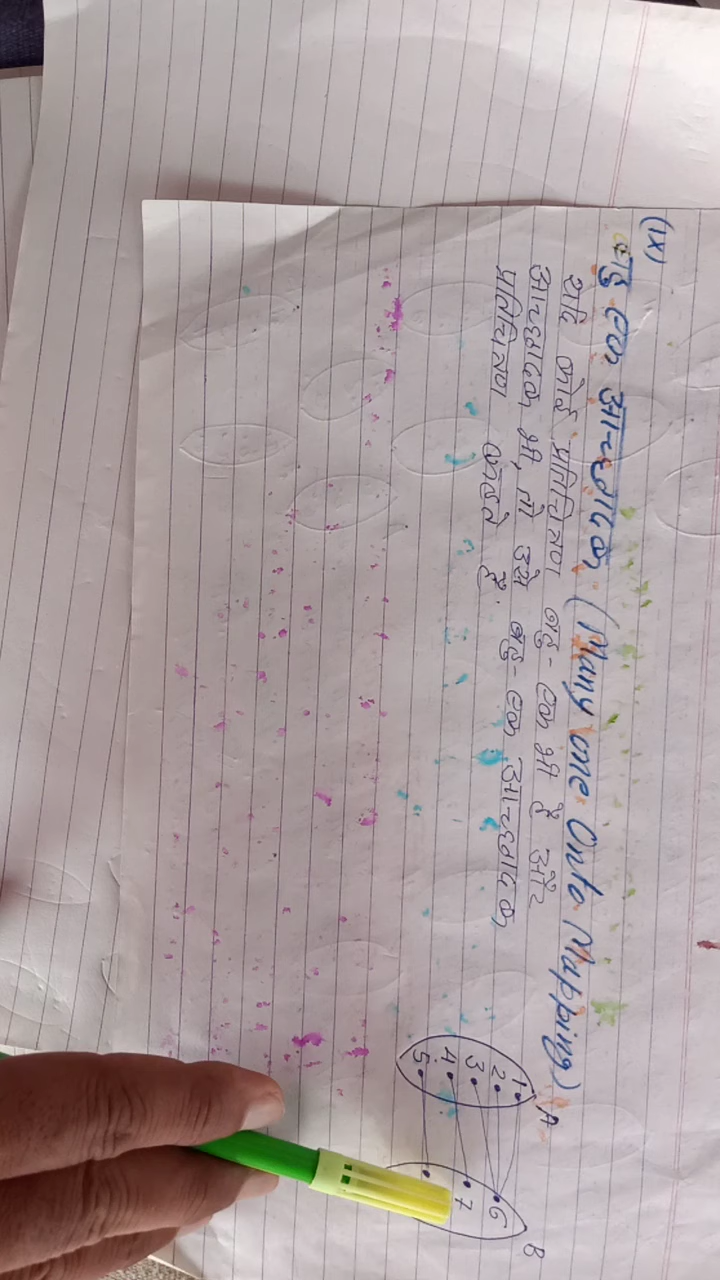 (ix)
बहु एक आच्छादक (Many one Onto Mapping)
यदि कोई प्रतिचित्रण बहु-एक भी है और
आच्छादक भी, तो उसे बहु-एक आच्छादक
प्रतिचित्रण कहते हैं.
A
B
1
2
3
4
5
6
7